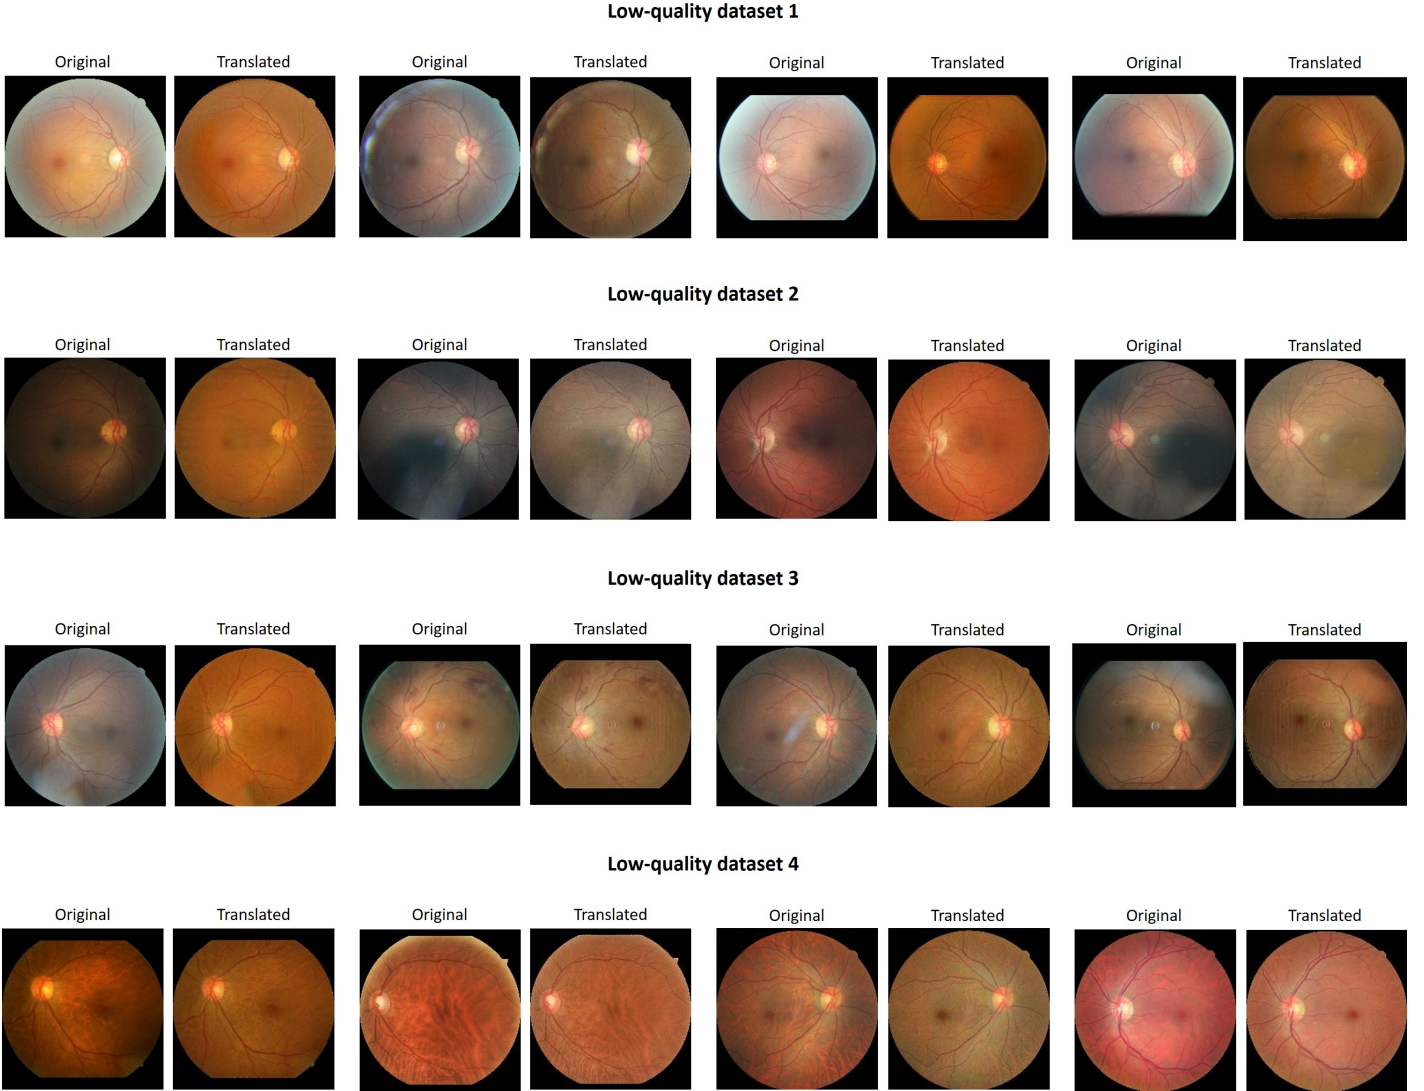 Low-quality dataset 1
Original Translated Original Translated Original Translated Original Translated
Low-quality dataset 2
Original Translated Original Translated Original Translated Original Translated
Low-quality dataset 3
Original Translated Original Translated Original Translated Original Translated
Low-quality dataset 4
Original Translated Original Translated Original Translated Original Translated